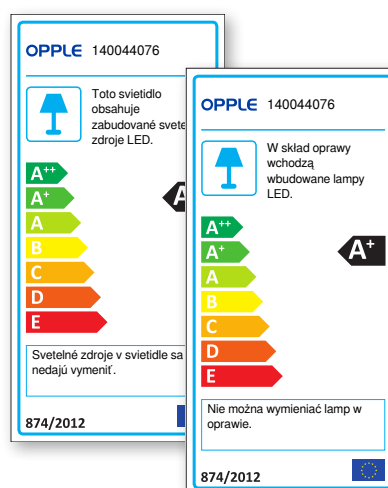 OPPLE 140044076
Toto svietidlo
obsahuje
zabudované svete
zdroje LED.
A++
A+
A
B
C
D
E
A
Svetelné zdroje v svietidle sa
nedajú vymeniť.
874/2012
OPPLE 140044076
W skład oprawy
wchodzą
wbudowane lampy
LED.
A++
A+
A
B
C
D
E
A+
Nie można wymieniać lamp w
oprawie.
874/2012